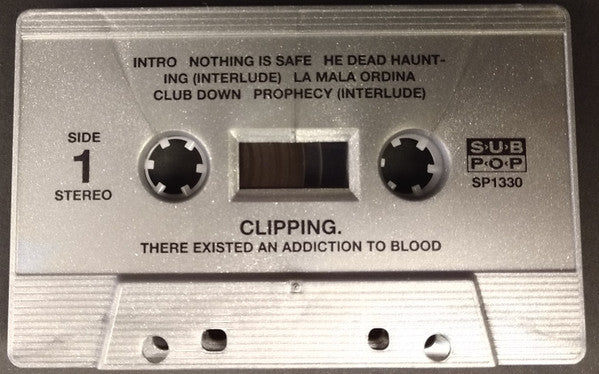 INTRO NOTHING IS SAFE HE DEAD HAUNT-
ING (INTERLUDE) LA MALA ORDINA
CLUB DOWN PROPHECY (INTERLUDE)
SIDE
1
STEREO
SUB
POP
SP1330
CLIPPING.
THERE EXISTED AN ADDICTION TO BLOOD